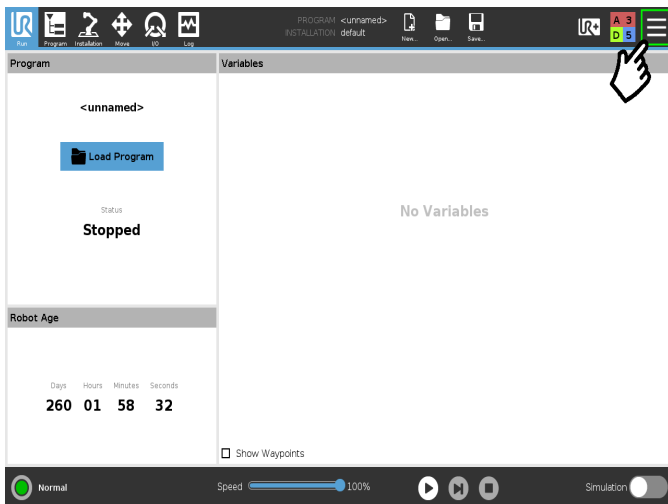 UR
Run
Program
Installation
Move
I/O
Log
PROGRAM <unnamed>
INSTALLATION default
New...
Open...
Save...
UR+
A 3
D 5
Program
Variables
<unnamed>
Load Program
Status
Stopped
No Variables
Robot Age
Days Hours Minutes Seconds
260 01 58 32
Show Waypoints
Normal
Speed 100%
Simulation